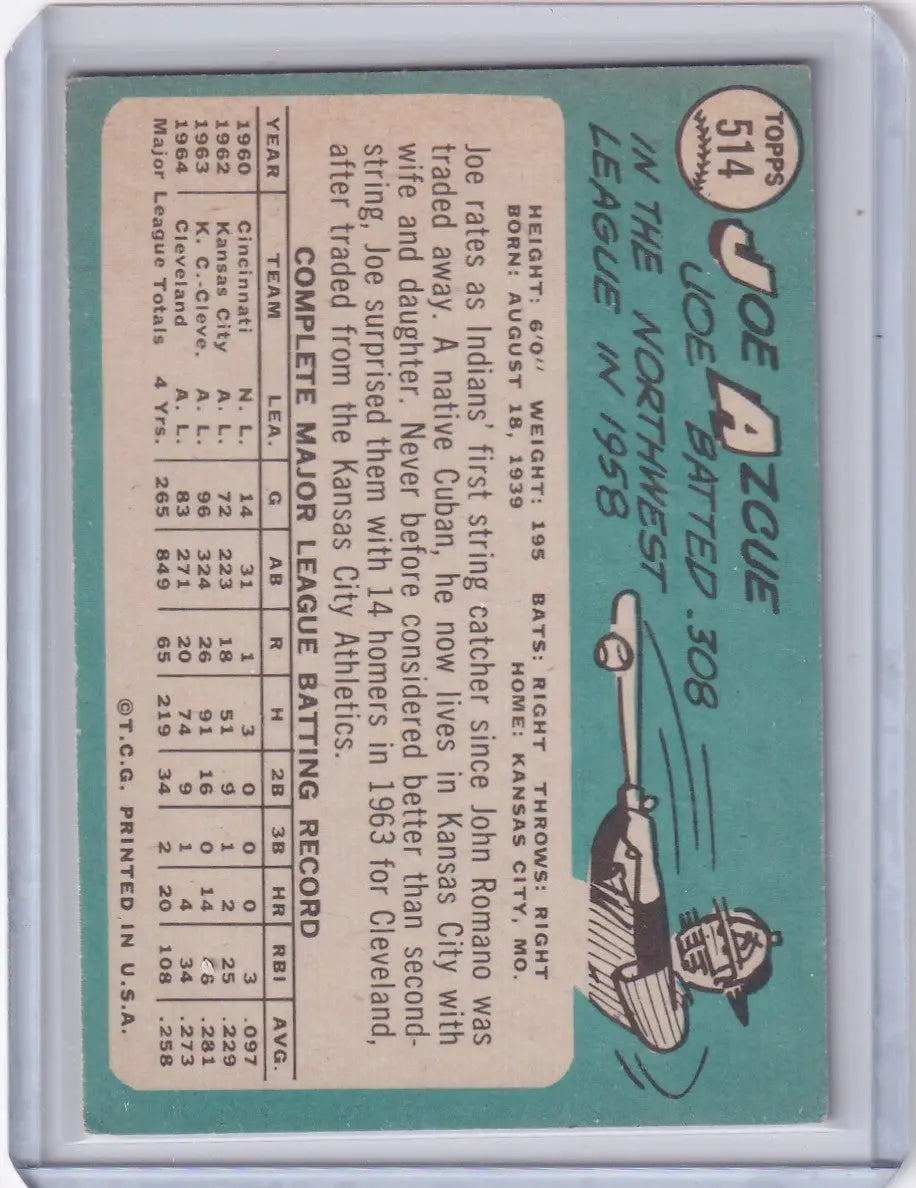 TOPPS
514
JOE AZCUE
JOE BATTED .308
IN THE NORTHWEST
LEAGUE IN 1958
HEIGHT: 6'0" WEIGHT: 195 BATS: RIGHT THROWS: RIGHT
BORN: AUGUST 18, 1939 HOME: KANSAS CITY, MO.
Joe rates as Indians' first string catcher since John Romano was
traded away. A native Cuban, he now lives in Kansas City with
wife and daughter. Never before considered better than second-
string, Joe surprised them with 14 homers in 1963 for Cleveland,
after traded from the Kansas City Athletics.
COMPLETE MAJOR LEAGUE BATTING RECORD
YEAR TEAM LEA. G AB R H 2B 3B HR RBI AVG.
1960 Cincinnati N. L. 14 31 1 3 0 0 0 3 .097
1962 Kansas City A. L. 72 223 18 51 9 1 2 25 .229
1963 K. C.-Cleve. A. L. 96 324 26 91 16 0 14 .281
1964 Cleveland A. L. 83 271 20 74 9 1 4 34 .273
Major League Totals 4 Yrs. 265 849 65 219 34 2 20 108 .258
©T.C.G. PRINTED IN U.S.A.